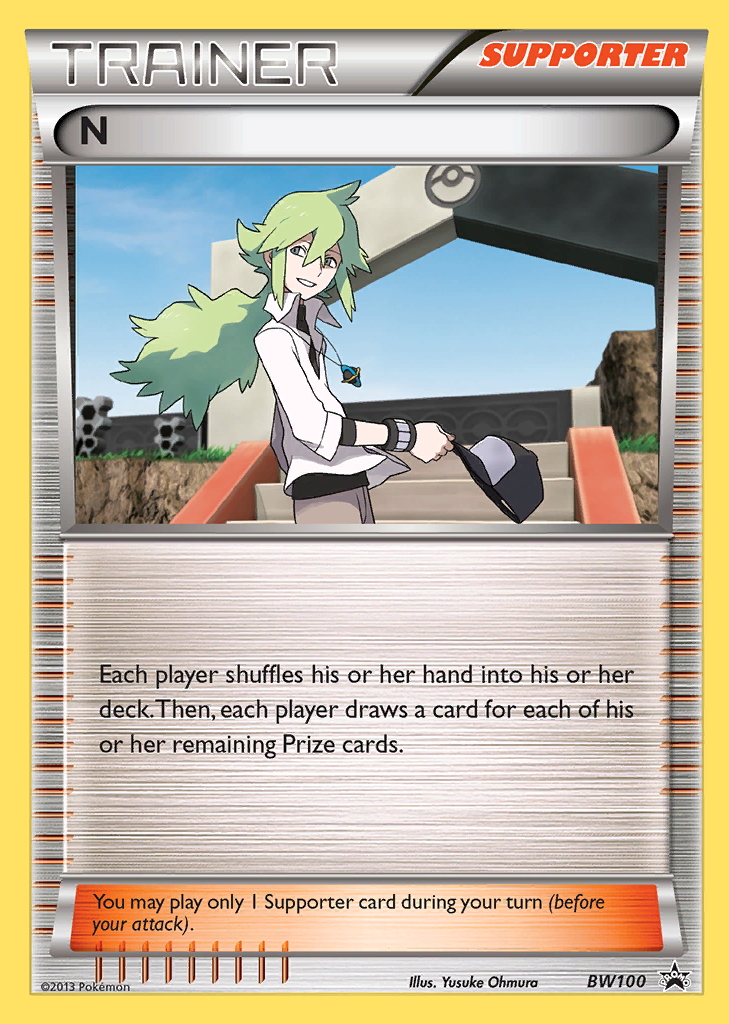 TRAINER
SUPPORTER
N
Each player shuffles his or her hand into his or her
deck.Then, each player draws a card for each of his
or her remaining Prize cards.
You may play only 1 Supporter card during your turn (before
your attack).
©2013 Pokémon
Illus. Yusuke Ohmura
BW100
PROMO